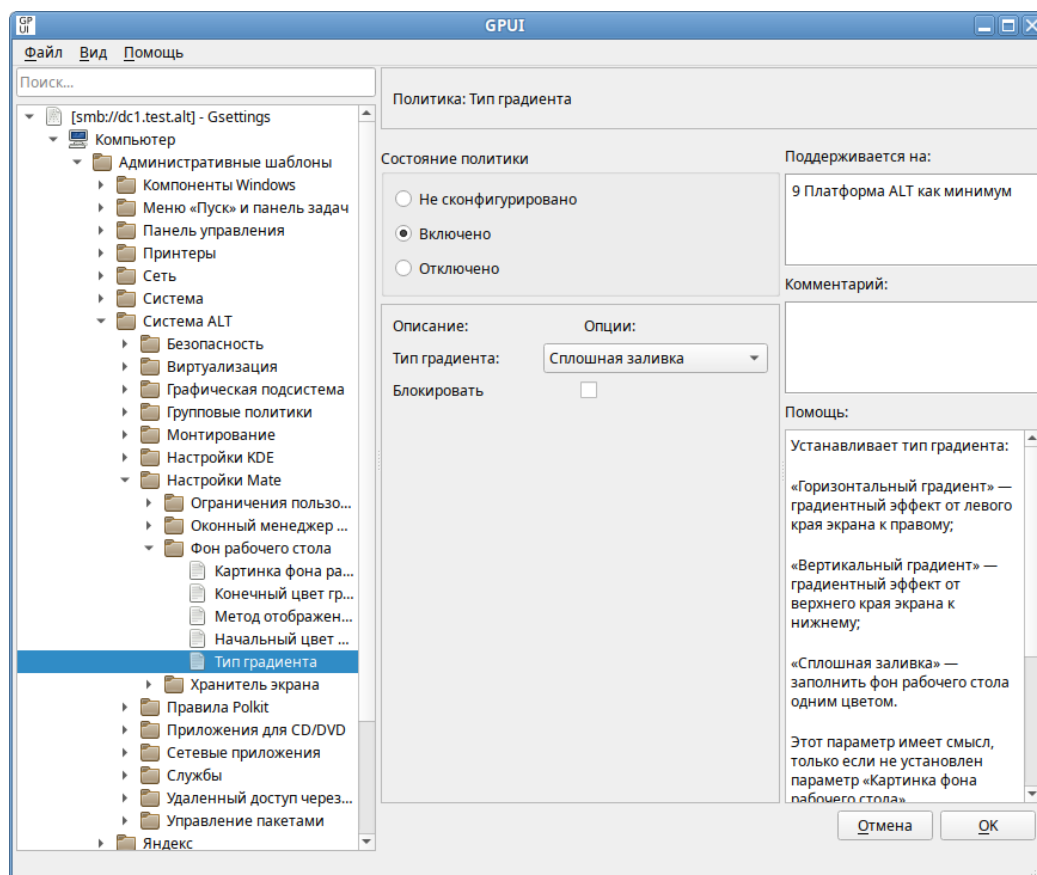 GP
UI
GPUI
Файл Вид Помощь
Поиск...
[smb://dc1.test.alt] - Gsettings
Компьютер
Административные шаблоны
Компоненты Windows
Меню «Пуск» и панель задач
Панель управления
Принтеры
Сеть
Система
Система ALT
Безопасность
Виртуализация
Графическая подсистема
Групповые политики
Монтирование
Настройки KDE
Настройки Mate
Ограничения пользо...
Оконный менеджер ...
Фон рабочего стола
Картинка фона ра...
Конечный цвет гр...
Метод отображен...
Начальный цвет ...
Тип градиента
Хранитель экрана
Правила Polkit
Приложения для CD/DVD
Сетевые приложения
Службы
Удаленный доступ через...
Управление пакетами
Яндекс
Политика: Тип градиента
Состояние политики
Не сконфигурировано
Включено
Отключено
Описание: Опции:
Тип градиента: Сплошная заливка
Блокировать
Поддерживается на:
9 Платформа ALT как минимум
Комментарий:
Помощь:
Устанавливает тип градиента:
«Горизонтальный градиент» —
градиентный эффект от левого
края экрана к правому;
«Вертикальный градиент» —
градиентный эффект от
верхнего края экрана к
нижнему;
«Сплошная заливка» —
заполнить фон рабочего стола
одним цветом.
Этот параметр имеет смысл,
только если не установлен
параметр «Картинка фона
рабочего стола»
Отмена OK